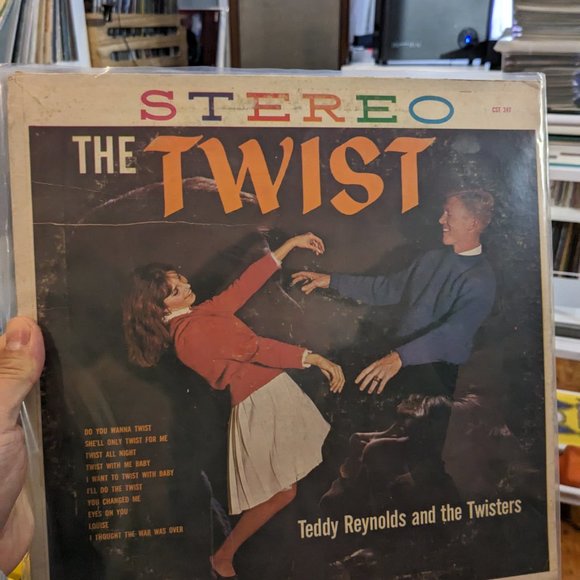 STEREO
CST 347
THE TWIST
DO YOU WANNA TWIST
SHE'LL ONLY TWIST FOR ME
TWIST ALL NIGHT
TWIST WITH ME BABY
I WANT TO TWIST WITH BABY
I'LL DO THE TWIST
YOU CHANGED ME
EYES ON YOU
LOUISE
I THOUGHT THE WAR WAS OVER
Teddy Reynolds and the Twisters